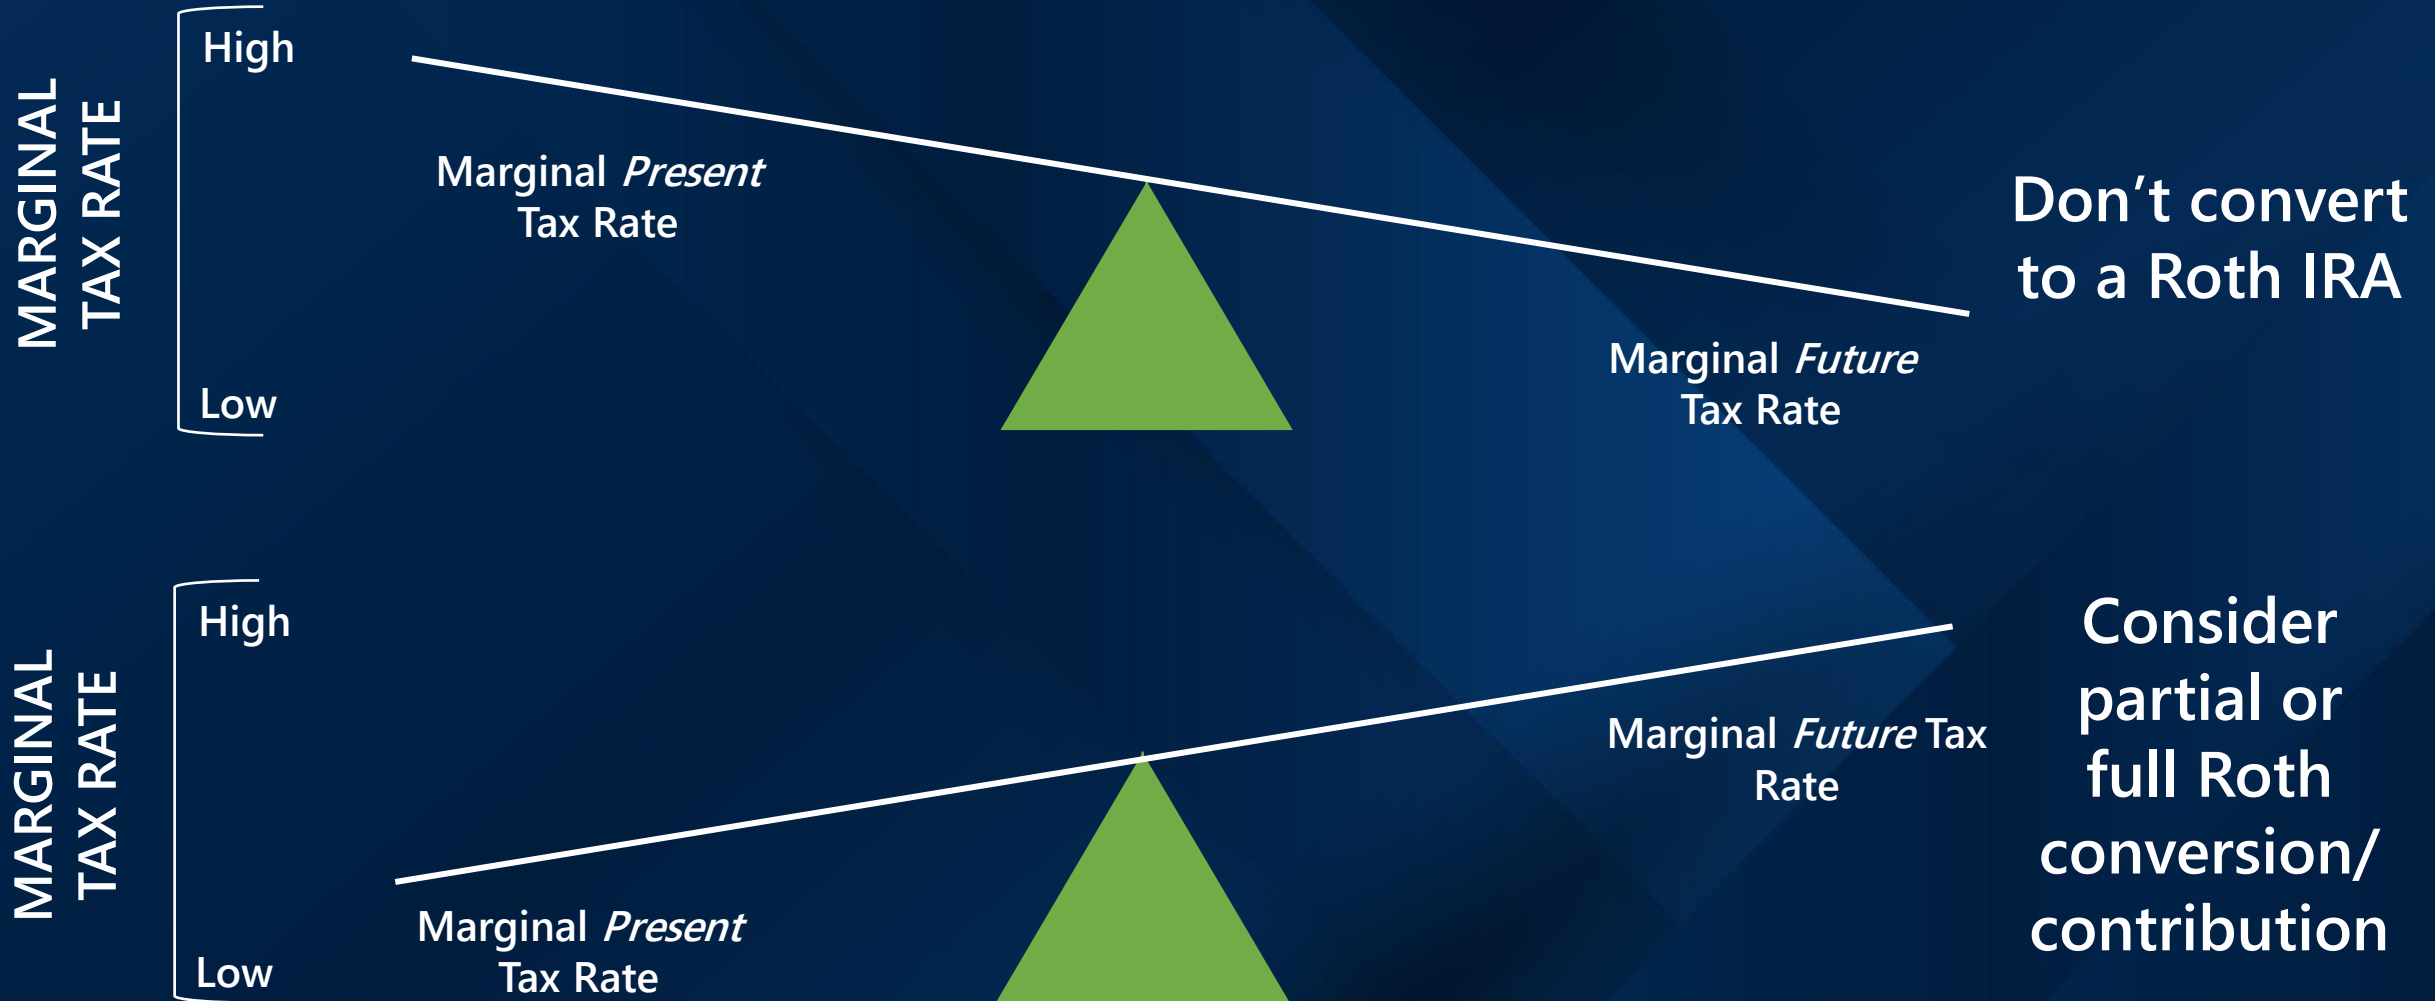 MARGINAL
TAX RATE
High
Low
Marginal Present
Tax Rate
Marginal Future
Tax Rate
Don’t convert
to a Roth IRA
MARGINAL
TAX RATE
High
Low
Marginal Present
Tax Rate
Marginal Future Tax
Rate
Consider
partial or
full Roth
conversion/
contribution